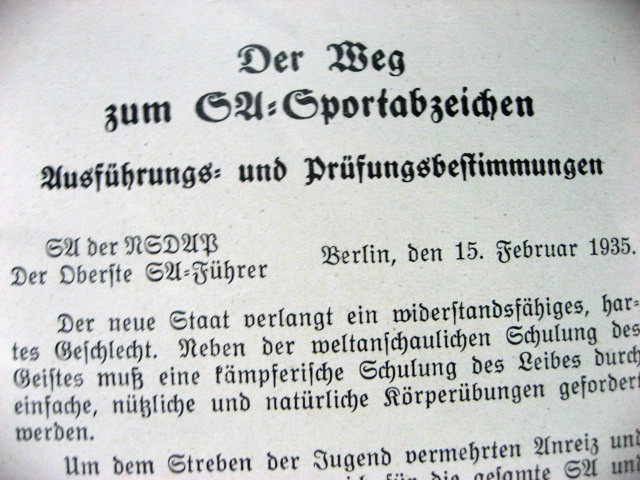 Der Weg
zum SA-Sportabzeichen
Ausführungs- und Prüfungsbestimmungen
SA der NSDAP
Der Oberste SA-Führer
Berlin, den 15. Februar 1935.
Der neue Staat verlangt ein widerstandsfähiges, har-
tes Geschlecht. Neben der weltanschaulichen Schulung des
Geistes muß eine kämpferische Schulung des Leibes durch
einfache, nützliche und natürliche Körperübungen gefordert
werden.
Um dem Streben der Jugend vermehrten Anreiz und
für die gesamte SA und